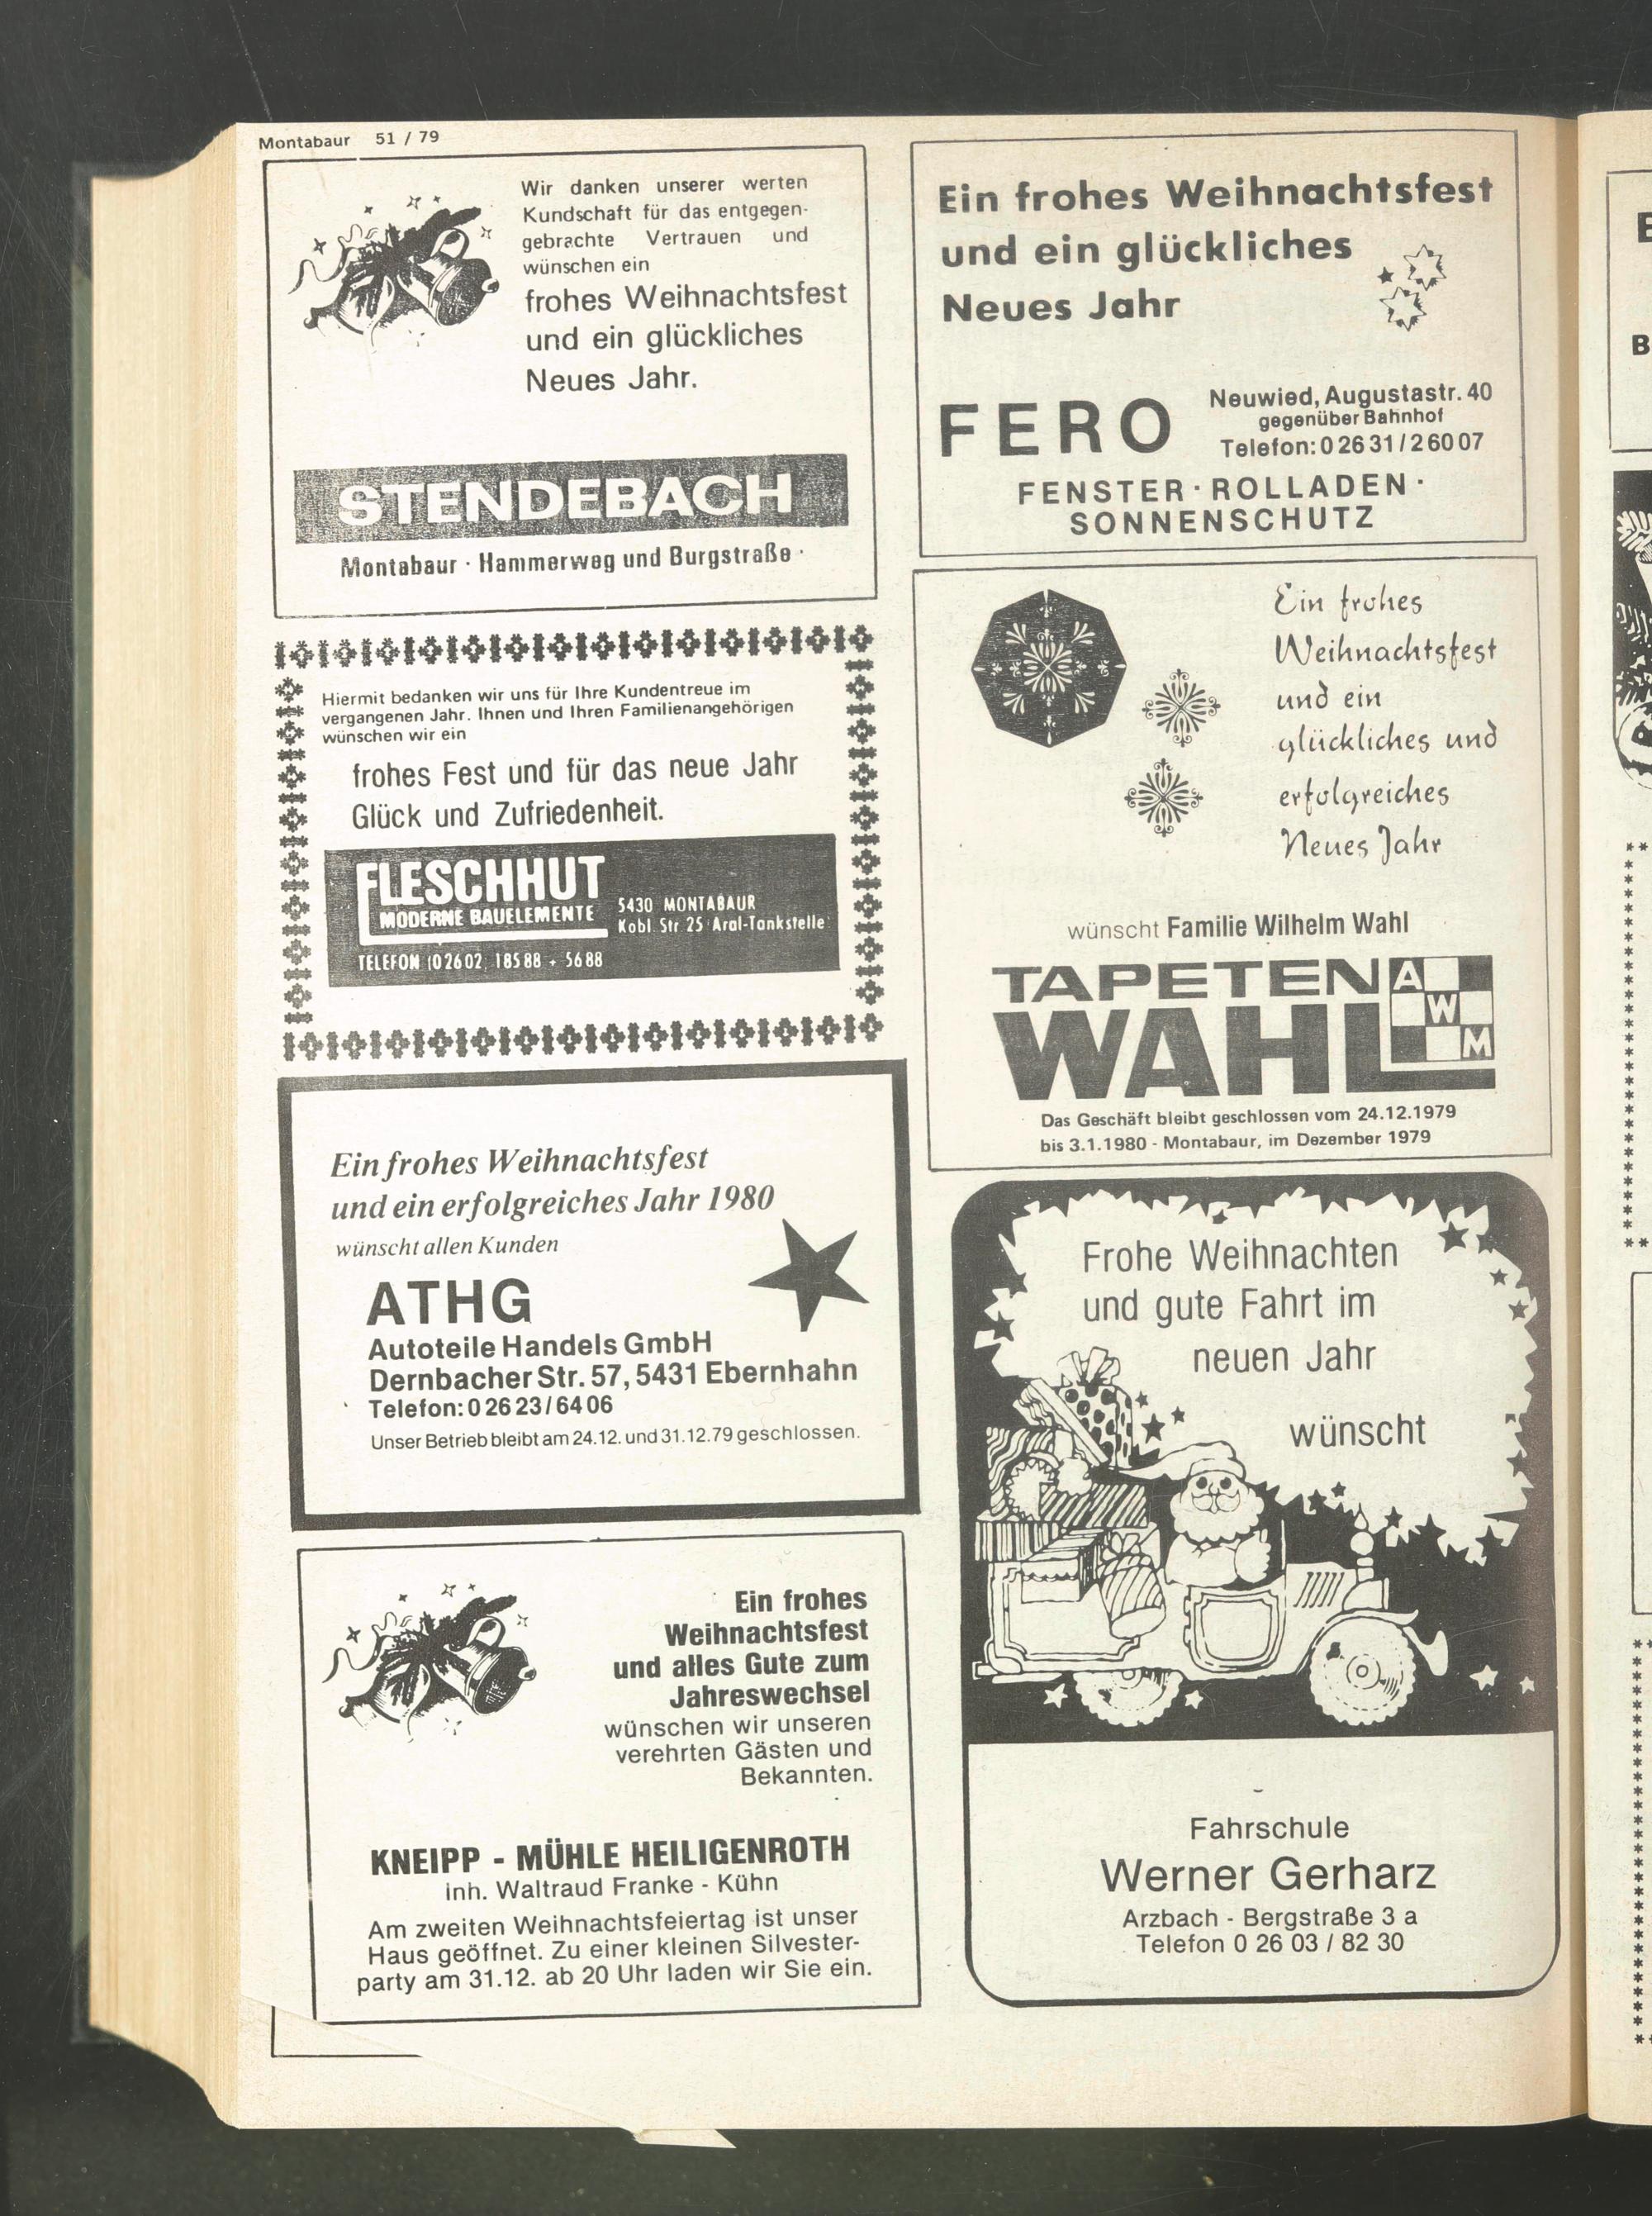 Montabaur 51 / 79
Wir danken unserer werten
Kundschaft für das entgegen-
gebrachte Vertrauen und
wünschen ein
frohes Weihnachtsfest
und ein glückliches
Neues Jahr.
STENDEBACH
Montabaur · Hammerweg und Burgstraße ·
Hiermit bedanken wir uns für Ihre Kundentreue im
vergangenen Jahr. Ihnen und Ihren Familienangehörigen
wünschen wir ein
frohes Fest und für das neue Jahr
Glück und Zufriedenheit.
FLESCHHUT
MODERNE BAUELEMENTE
5430 MONTABAUR
Kobl Str 25 Aral-Tankstelle
TELEFON (02602) 18588 + 5688
Ein frohes Weihnachtsfest
und ein erfolgreiches Jahr 1980
wünscht allen Kunden
ATHG
Autoteile Handels GmbH
Dernbacher Str. 57, 5431 Ebernhahn
Telefon: 0 26 23 / 64 06
Unser Betrieb bleibt am 24.12. und 31.12.79 geschlossen.
Ein frohes
Weihnachtsfest
und alles Gute zum
Jahreswechsel
wünschen wir unseren
verehrten Gästen und
Bekannten.
KNEIPP - MÜHLE HEILIGENROTH
inh. Waltraud Franke - Kühn
Am zweiten Weihnachtsfeiertag ist unser
Haus geöffnet. Zu einer kleinen Silvester-
party am 31.12. ab 20 Uhr laden wir Sie ein.
Ein frohes Weihnachtsfest
und ein glückliches
Neues Jahr
FERO
Neuwied, Augustastr. 40
gegenüber Bahnhof
Telefon: 0 26 31 / 2 60 07
FENSTER · ROLLADEN ·
SONNENSCHUTZ
Ein frohes
Weihnachtsfest
und ein
glückliches und
erfolgreiches
Neues Jahr
wünscht Familie Wilhelm Wahl
TAPETEN
WAHL
A
W
M
Das Geschäft bleibt geschlossen vom 24.12.1979
bis 3.1.1980 - Montabaur, im Dezember 1979
Frohe Weihnachten
und gute Fahrt im
neuen Jahr
wünscht
Fahrschule
Werner Gerharz
Arzbach - Bergstraße 3 a
Telefon 0 26 03 / 82 30